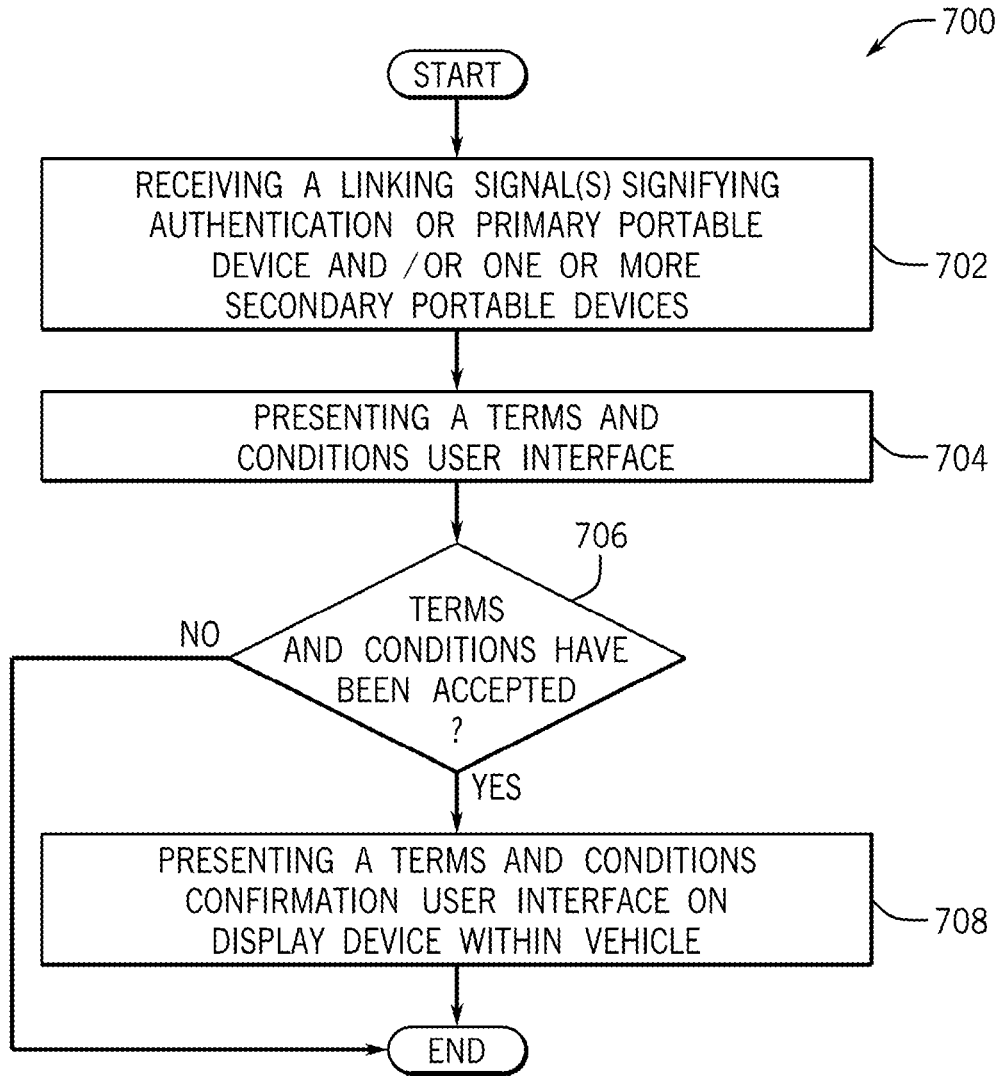 700
START
RECEIVING A LINKING SIGNAL(S) SIGNIFYING
AUTHENTICATION OR PRIMARY PORTABLE
DEVICE AND /OR ONE OR MORE
SECONDARY PORTABLE DEVICES
702
PRESENTING A TERMS AND
CONDITIONS USER INTERFACE
704
706
TERMS
AND CONDITIONS HAVE
BEEN ACCEPTED
?
NO
YES
PRESENTING A TERMS AND CONDITIONS
CONFIRMATION USER INTERFACE ON
DISPLAY DEVICE WITHIN VEHICLE
708
END